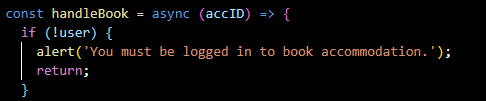 const handleBook = async (accID) => {
if (!user) {
alert('You must be logged in to book accommodation.');
return;
}